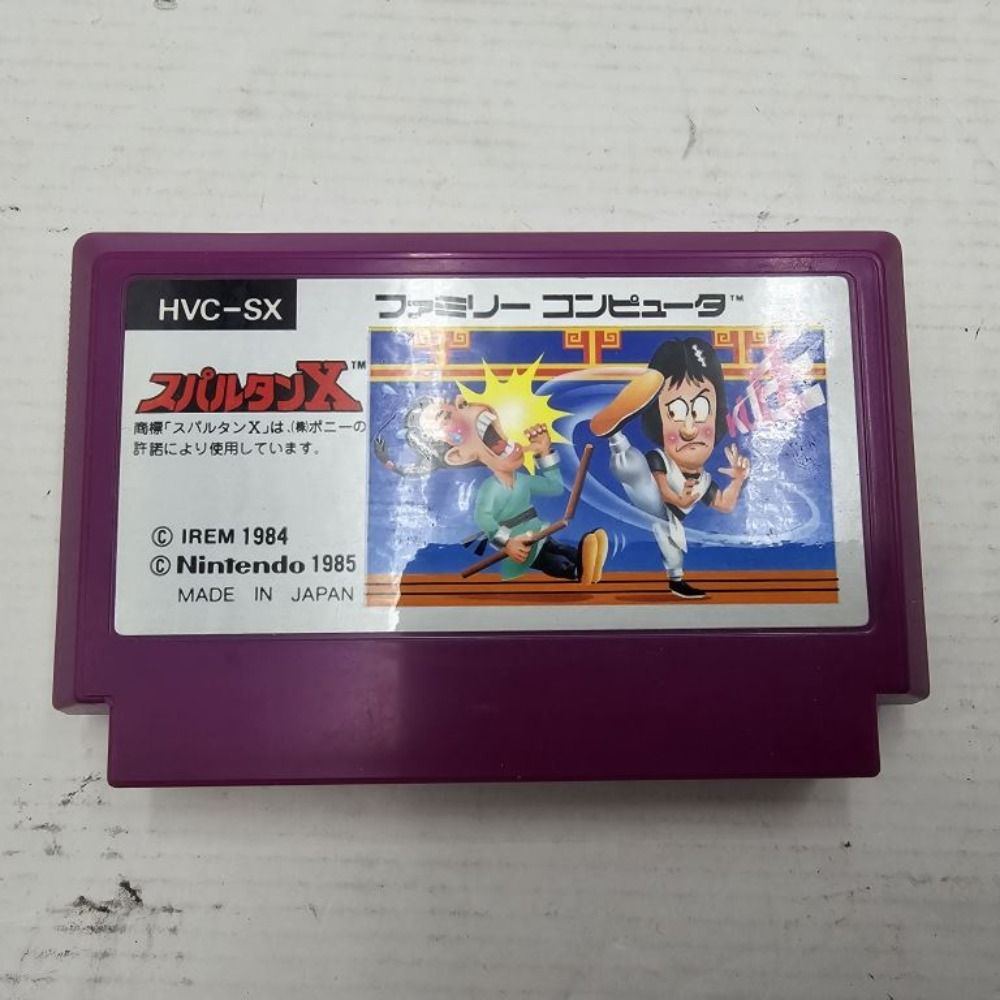 HVC-SX
ファミリー コンピュータ™
スパルタンX™
商標「スパルタンX」は、(株)ポニーの
許諾により使用しています。
© IREM 1984
© Nintendo 1985
MADE IN JAPAN